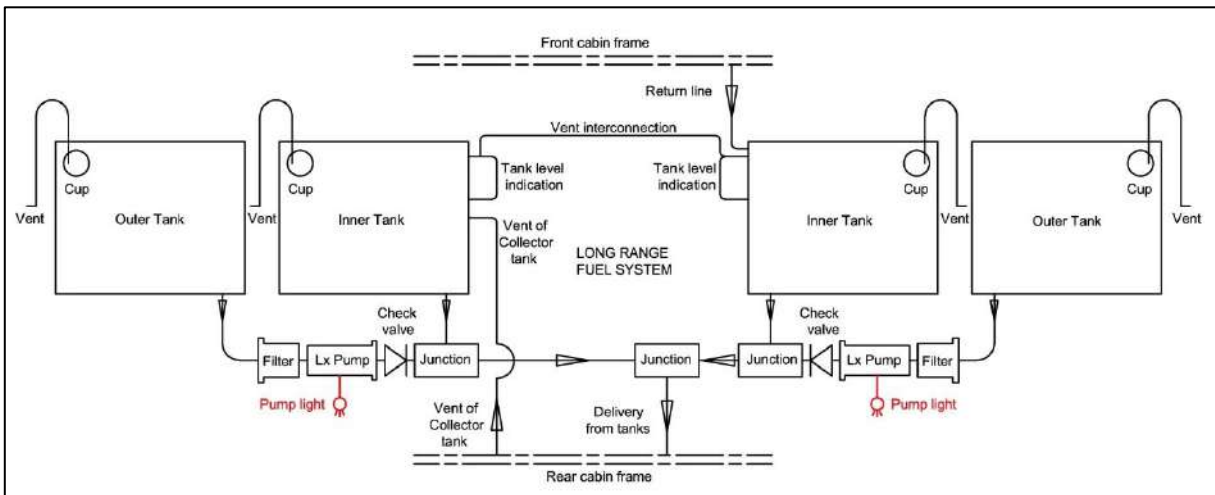 Front cabin frame
Return line
Vent interconnection
Cup
Vent
Outer Tank
Cup
Vent
Inner Tank
Tank level
indication
Tank level
indication
Cup
Inner Tank
Vent
Cup
Outer Tank
Vent
Vent of
Collector
tank
LONG RANGE
FUEL SYSTEM
Check
valve
Check
valve
Filter
Lx Pump
Junction
Junction
Junction
Lx Pump
Filter
Pump light
Vent of
Collector
tank
Delivery
from tanks
Pump light
Rear cabin frame